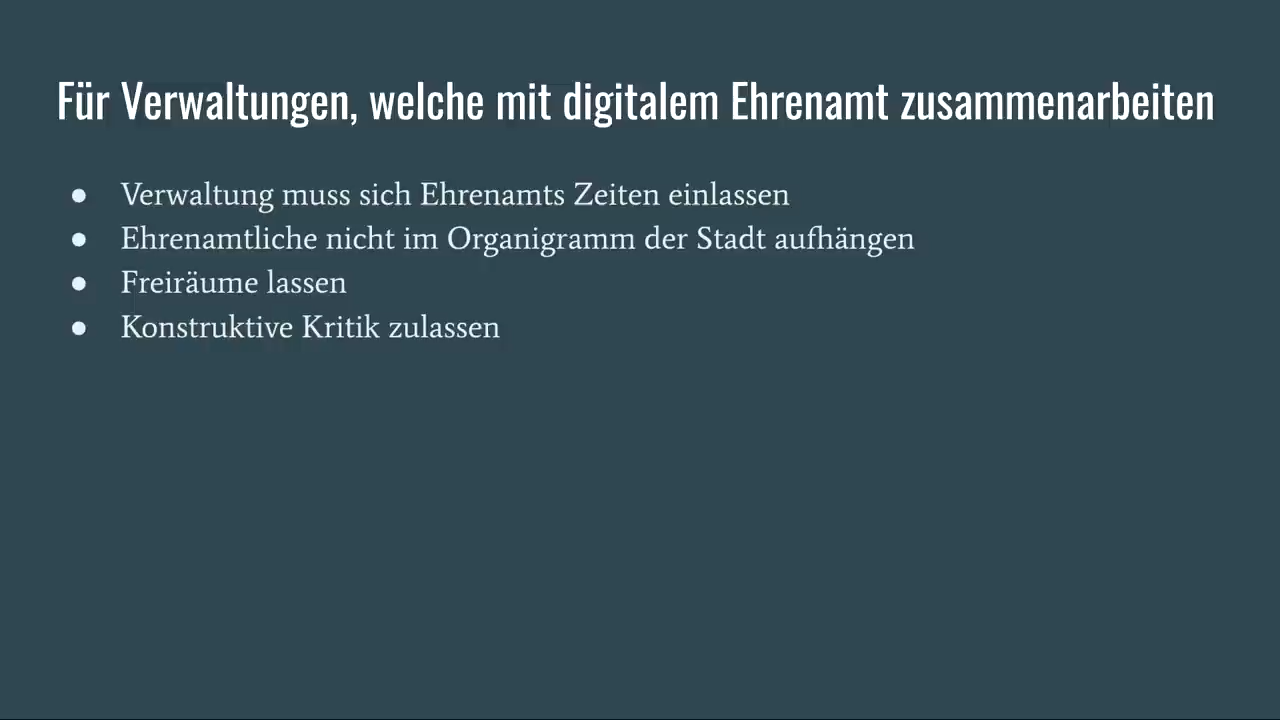 Für Verwaltungen, welche mit digitalem Ehrenamt zusammenarbeiten
● Verwaltung muss sich Ehrenamts Zeiten einlassen
● Ehrenamtliche nicht im Organigramm der Stadt aufhängen
● Freiräume lassen
● Konstruktive Kritik zulassen